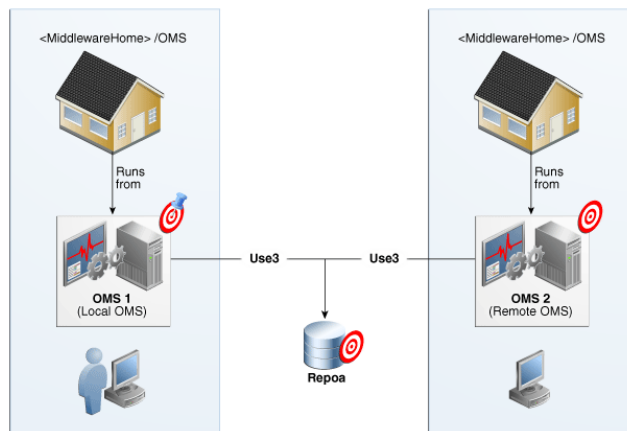 <MiddlewareHome> /OMS
<MiddlewareHome> /OMS
Runs
from
Runs
from
Use3
Use3
OMS 1
(Local OMS)
OMS 2
(Remote OMS)
Repoa